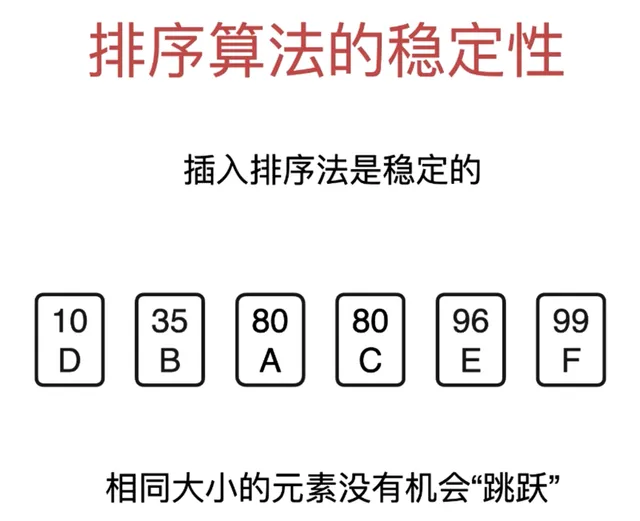 排序算法的稳定性
插入排序法是稳定的
10 35 80 80 96 99
D B A C E F
相同大小的元素没有机会“跳跃”